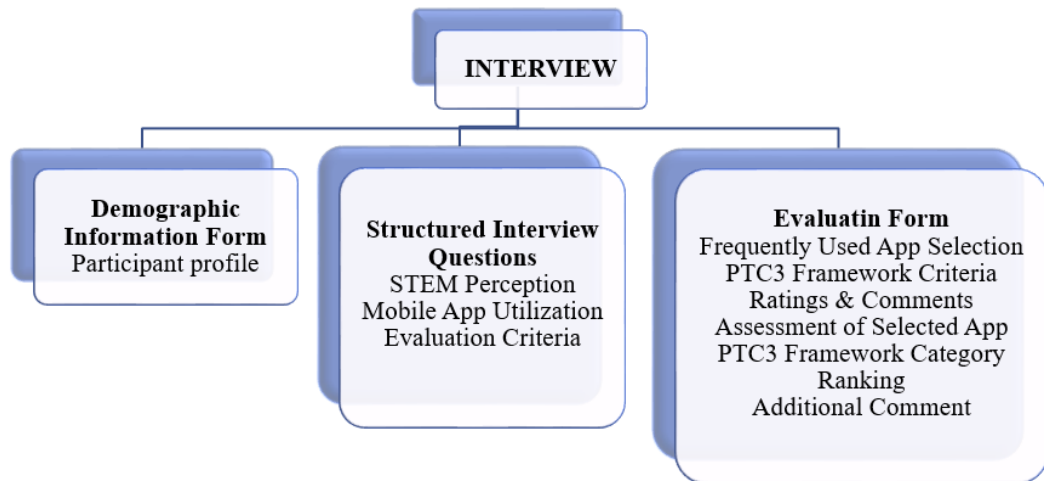 INTERVIEW
Demographic
Information Form
Participant profile
Structured Interview
Questions
STEM Perception
Mobile App Utilization
Evaluation Criteria
Evaluatin Form
Frequently Used App Selection
PTC3 Framework Criteria
Ratings & Comments
Assessment of Selected App
PTC3 Framework Category
Ranking
Additional Comment